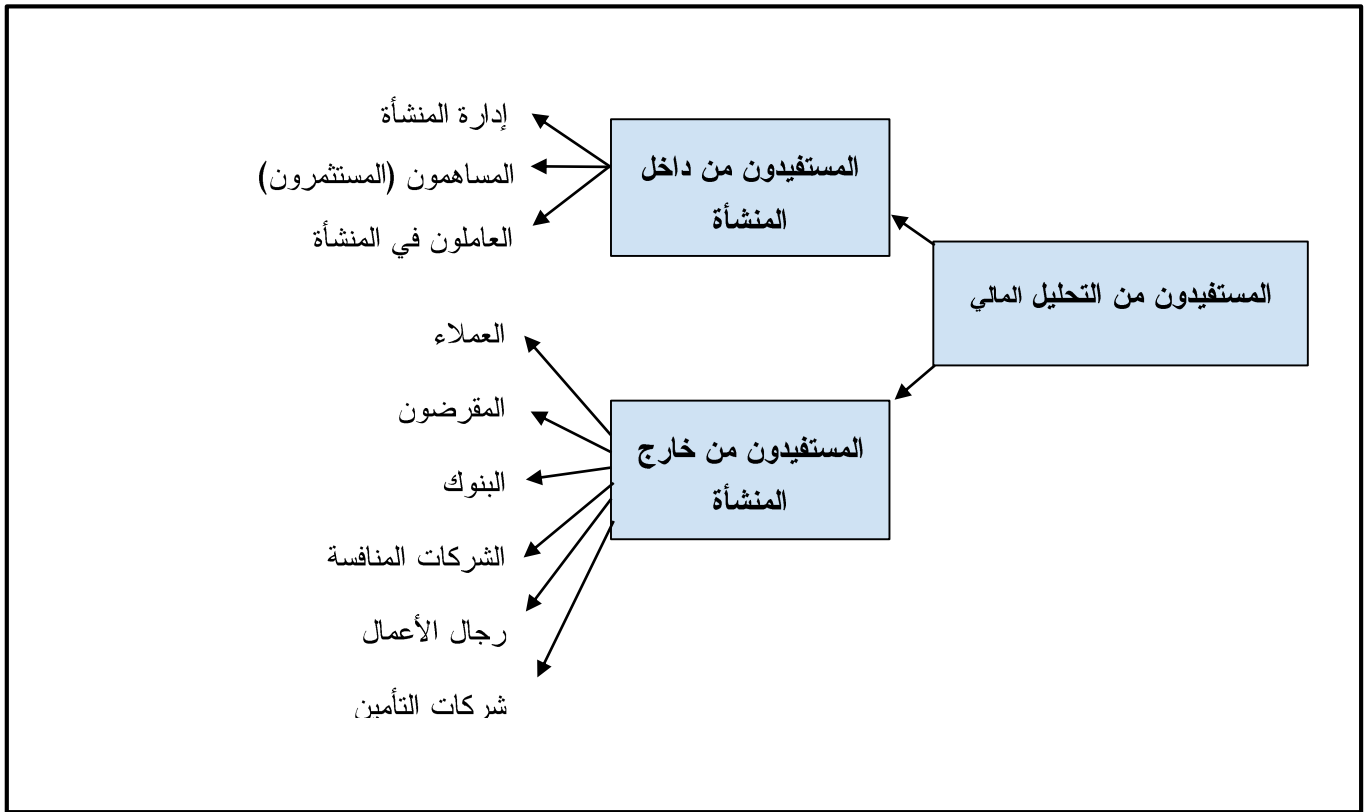 المستفيدون من التحليل المالي
المستفيدون من داخل
المنشأة
إدارة المنشأة
المساهمون (المستثمرون)
العاملون في المنشأة
المستفيدون من خارج
المنشأة
العملاء
المقرضون
البنوك
الشركات المنافسة
رجال الأعمال
شركات التأمين